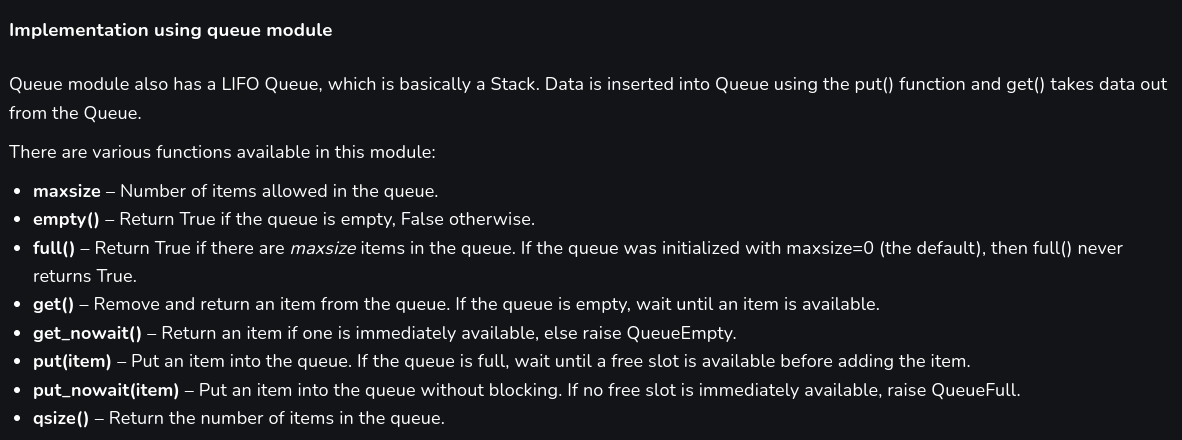 Implementation using queue module
Queue module also has a LIFO Queue, which is basically a Stack. Data is inserted into Queue using the put() function and get() takes data out
from the Queue.
There are various functions available in this module:
• maxsize – Number of items allowed in the queue.
• empty() – Return True if the queue is empty, False otherwise.
• full() – Return True if there are maxsize items in the queue. If the queue was initialized with maxsize=0 (the default), then full() never
returns True.
• get() – Remove and return an item from the queue. If the queue is empty, wait until an item is available.
• get_nowait() – Return an item if one is immediately available, else raise QueueEmpty.
• put(item) – Put an item into the queue. If the queue is full, wait until a free slot is available before adding the item.
• put_nowait(item) – Put an item into the queue without blocking. If no free slot is immediately available, raise QueueFull.
• qsize() – Return the number of items in the queue.